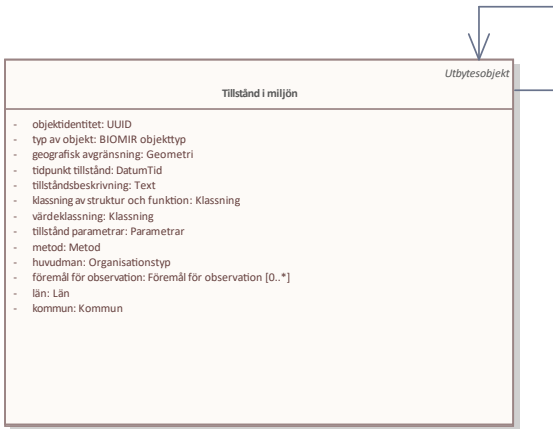 Utbytesobjekt
Tillstånd i miljön
- objektidentitet: UUID
- typ av objekt: BIOMIR objekttyp
- geografisk avgränsning: Geometri
- tidpunkt tillstånd: DatumTid
- tillståndsbeskrivning: Text
- klassning av struktur och funktion: Klassning
- värdeklassning: Klassning
- tillstånd parametrar: Parametrar
- metod: Metod
- huvudman: Organisationstyp
- föremål för observation: Föremål för observation [0..*]
- län: Län
- kommun: Kommun